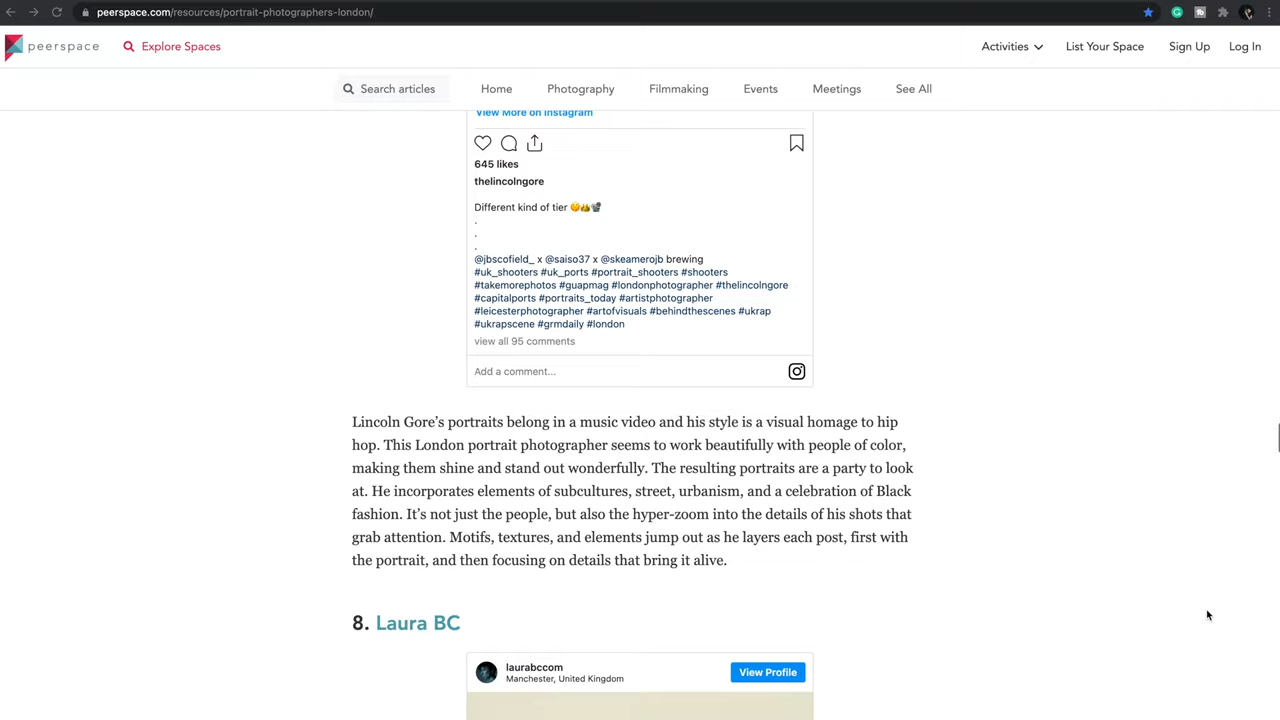 peerspace.com/resources/portrait-photographers-london/
peerspace
Explore Spaces
Activities
List Your Space
Sign Up
Log In
Search articles
Home
Photography
Filmmaking
Events
Meetings
See All
View More on Instagram
645 likes
thelincolngore
Different kind of tier
.
.
.
@jbscofield_ x @saiso37 x @skeamerojb brewing
#uk_shooters #uk_ports #portrait_shooters #shooters
#takemorephotos #guapmag #londonphotographer #thelincolngore
#capitalports #portraits_today #artistphotographer
#leicesterphotographer #artofvisuals #behindthescenes #ukrap
#ukrapscene #grmdaily #london
view all 95 comments
Add a comment...
Lincoln Gore’s portraits belong in a music video and his style is a visual homage to hip
hop. This London portrait photographer seems to work beautifully with people of color,
making them shine and stand out wonderfully. The resulting portraits are a party to look
at. He incorporates elements of subcultures, street, urbanism, and a celebration of Black
fashion. It’s not just the people, but also the hyper-zoom into the details of his shots that
grab attention. Motifs, textures, and elements jump out as he layers each post, first with
the portrait, and then focusing on details that bring it alive.
8. Laura BC
laurabccom
Manchester, United Kingdom
View Profile